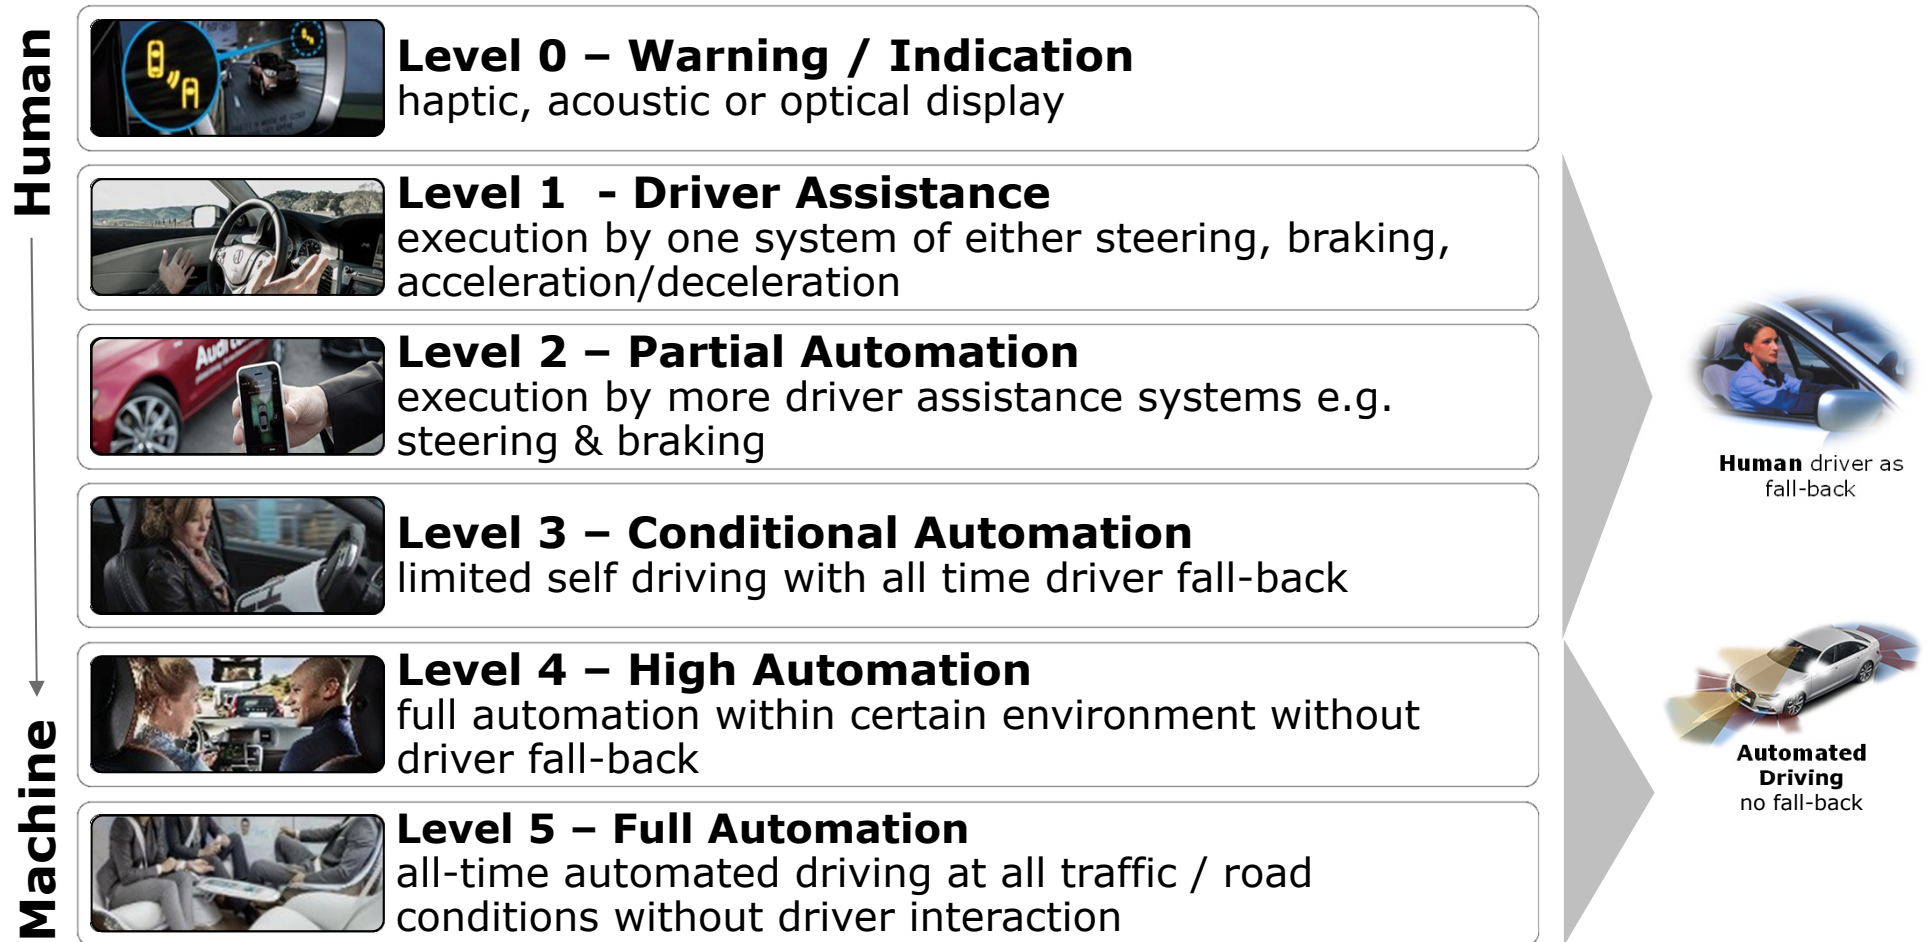 Human
Level 0 – Warning / Indication
haptic, acoustic or optical display
Level 1  - Driver Assistance
execution by one system of either steering, braking,
acceleration/deceleration
Audi
Level 2 – Partial Automation
execution by more driver assistance systems e.g.
steering & braking
Level 3 – Conditional Automation
limited self driving with all time driver fall-back
Level 4 – High Automation
full automation within certain environment without
driver fall-back
Machine
Level 5 – Full Automation
all-time automated driving at all traffic / road
conditions without driver interaction
Human driver as
fall-back
Automated
Driving
no fall-back